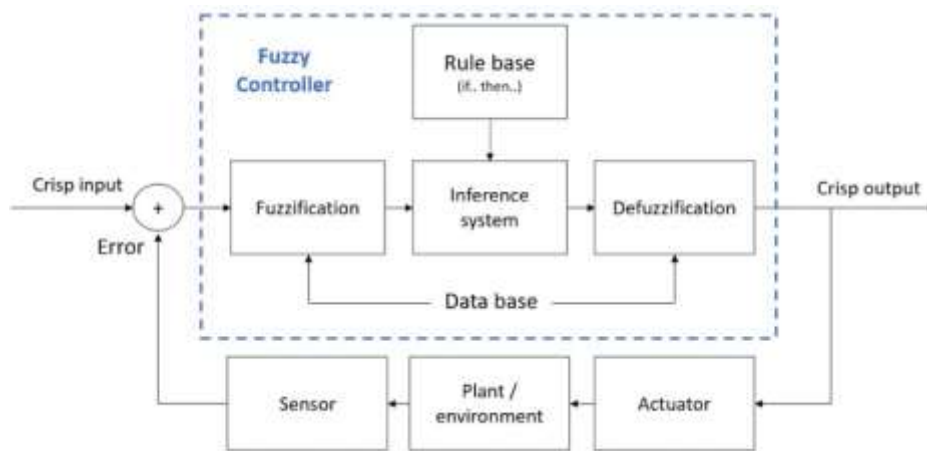 Fuzzy
Controller
Rule base
(if.. then..)
Crisp input
+
Error
Fuzzification
Inference
system
Defuzzification
Crisp output
Data base
Sensor
Plant /
environment
Actuator